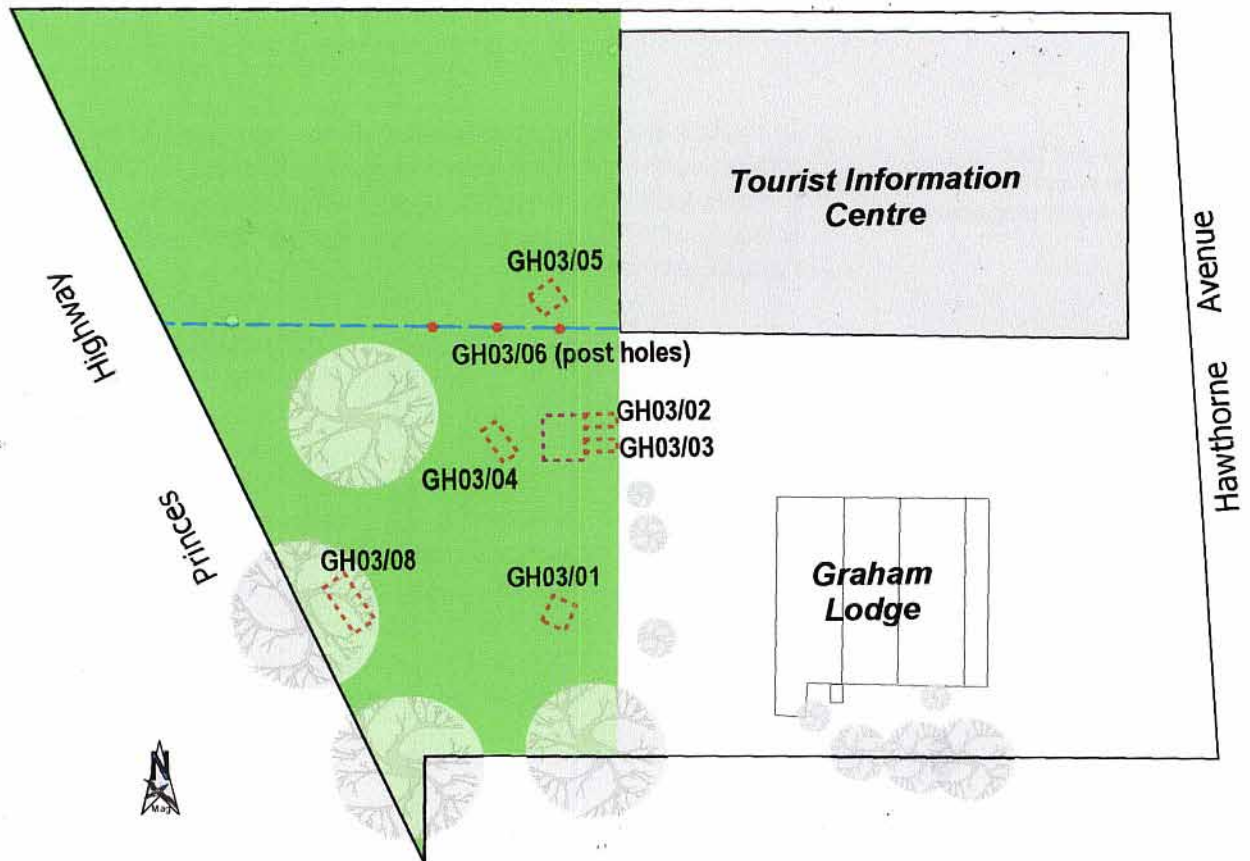 Tourist Information
Centre
GH03/05
Avenue
Highway
GH03/06 (post holes)
GH03/02
GH03/03
GH03/04
Hawthorne
Princes
GH03/08
GH03/01
Graham
Lodge
N
Mag